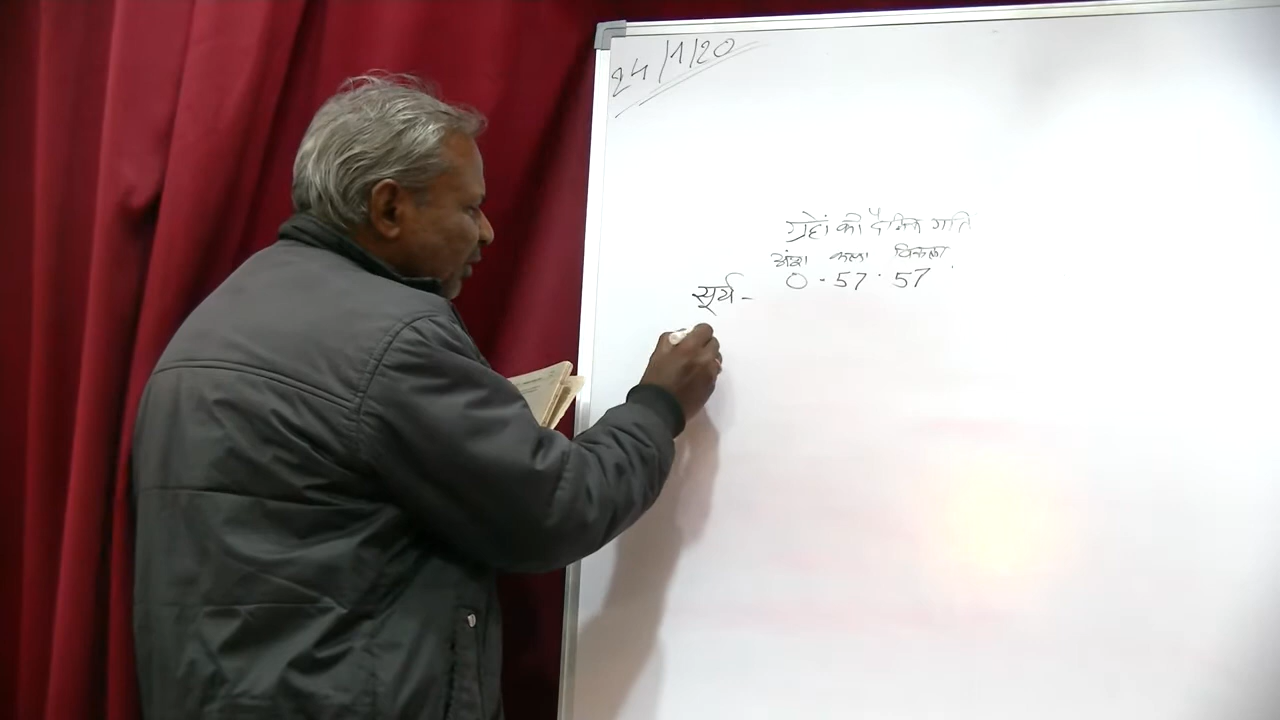 24/1/20
ग्रहों की दैनिक गति
अंश कला विकला
सूर्य - 0 - 57 . 57 .